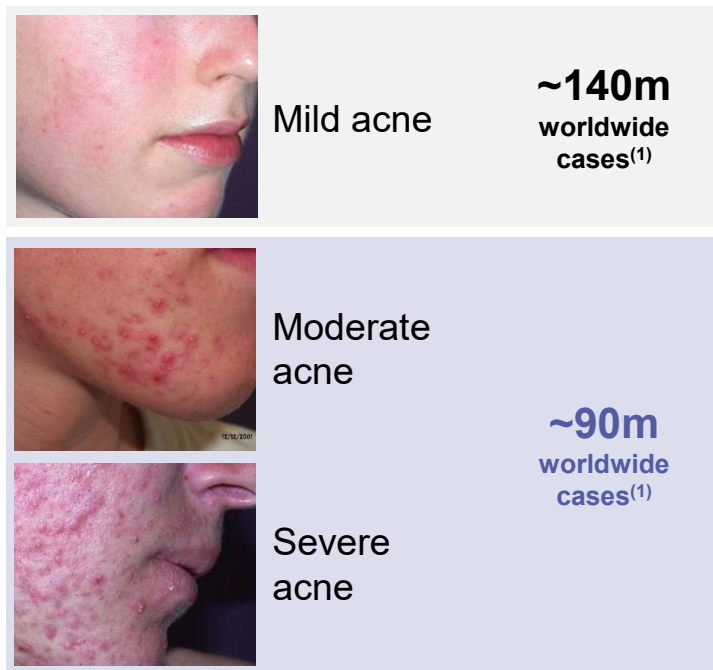 Mild acne
~140m
worldwide
cases(1)
Moderate
acne
12/12/2001
~90m
worldwide
cases(1)
Severe
acne